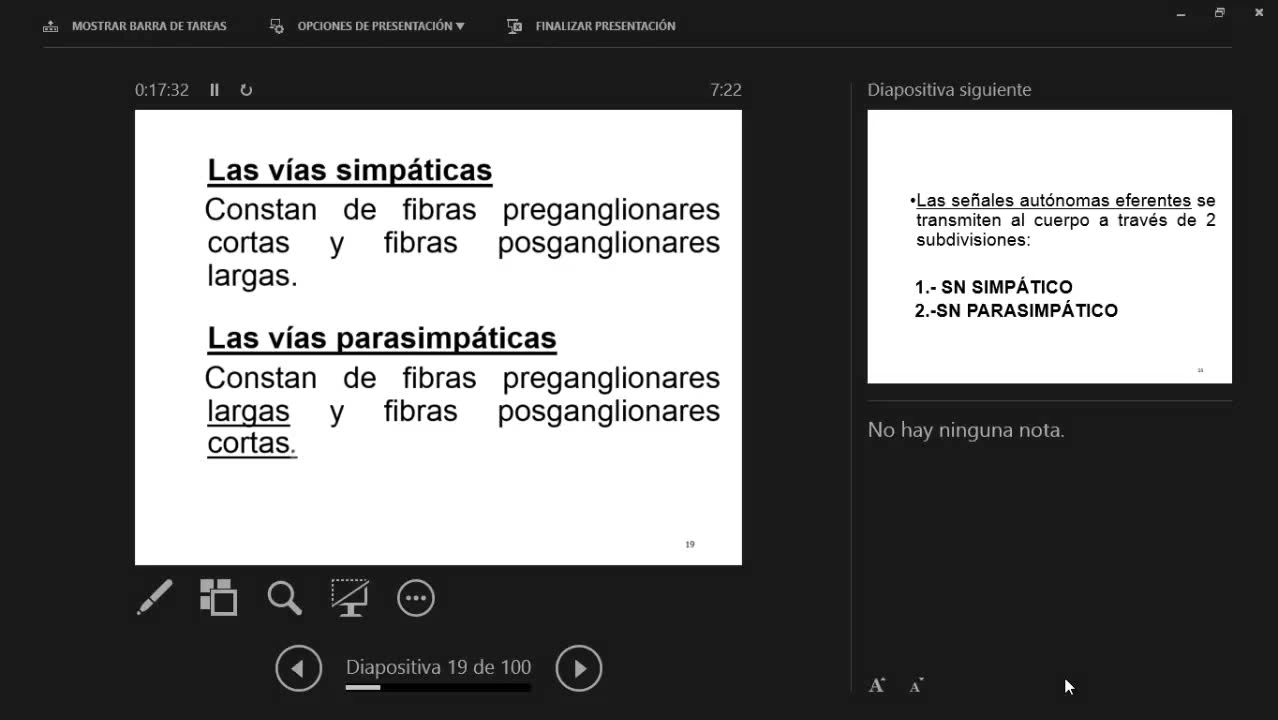 MOSTRAR BARRA DE TAREAS
OPCIONES DE PRESENTACIÓN
FINALIZAR PRESENTACIÓN
0:17:32
7:22
Las vías simpáticas
Constan de fibras preganglionares
cortas y fibras posganglionares
largas.
Las vías parasimpáticas
Constan de fibras preganglionares
largas y fibras posganglionares
cortas.
19
Diapositiva 19 de 100
Diapositiva siguiente
•Las señales autónomas eferentes se
transmiten al cuerpo a través de 2
subdivisiones:
1.- SN SIMPÁTICO
2.-SN PARASIMPÁTICO
No hay ninguna nota.
A
A